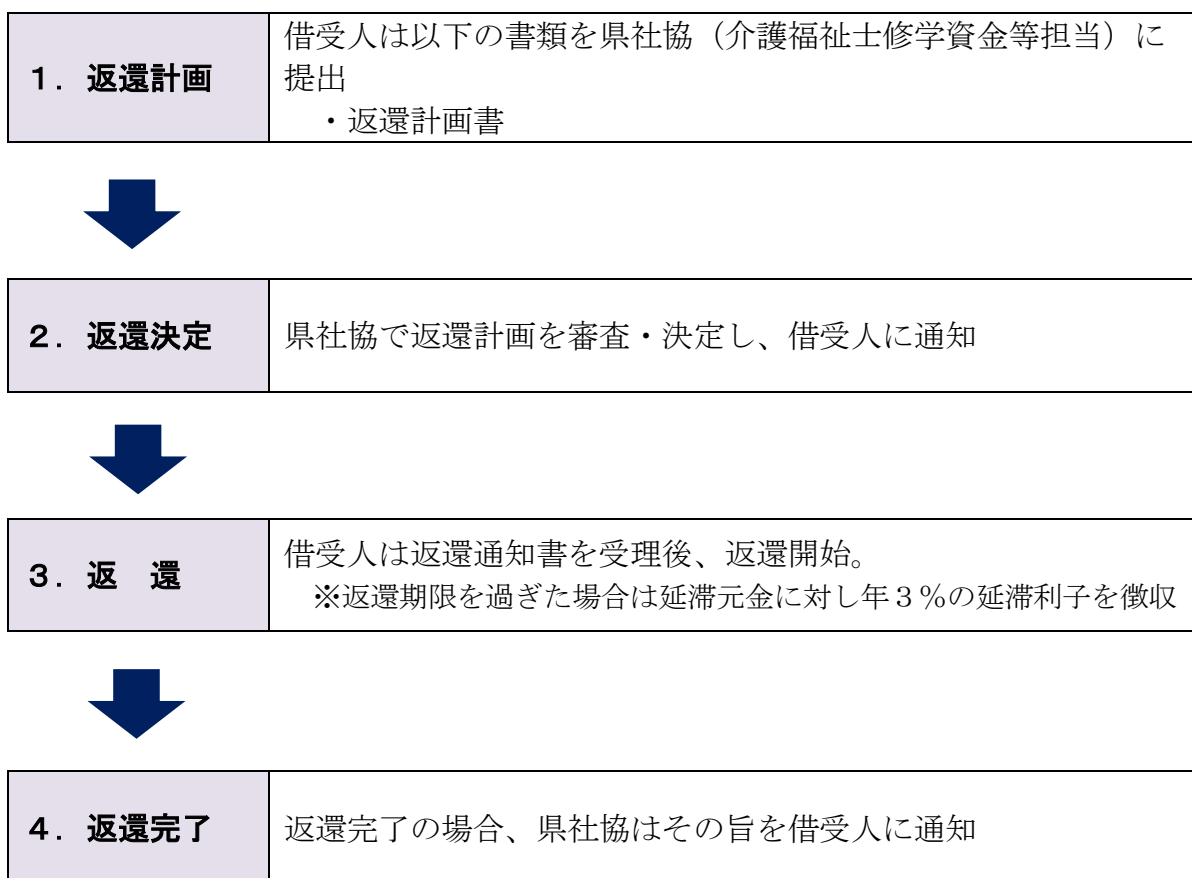 1. 返還計画
借受人は以下の書類を県社協（介護福祉士修学資金等担当）に
提出
・返還計画書
2. 返還決定
県社協で返還計画を審査・決定し、借受人に通知
3. 返　還
借受人は返還通知書を受理後、返還開始。
※返還期限を過ぎた場合は延滞元金に対し年３％の延滞利子を徴収
4. 返還完了
返還完了の場合、県社協はその旨を借受人に通知